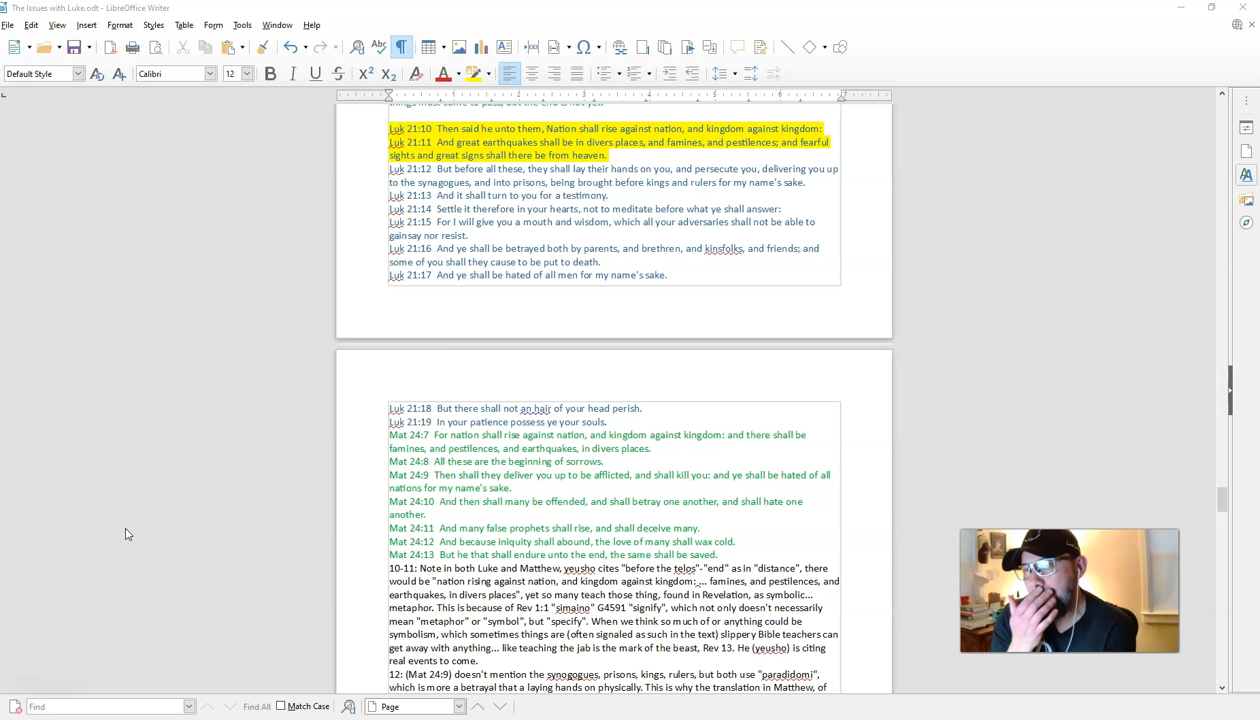 The Issues with Luke.odt - LibreOffice Writer
File Edit View Insert Format Styles Table Form Tools Window Help
Default Style Calibri 12
1 2 3 4 5 6 7
things must come to pass, but the end is not yet.
Luk 21:10 Then said he unto them, Nation shall rise against nation, and kingdom against kingdom:
Luk 21:11 And great earthquakes shall be in divers places, and famines, and pestilences; and fearful
sights and great signs shall there be from heaven.
Luk 21:12 But before all these, they shall lay their hands on you, and persecute you, delivering you up
to the synagogues, and into prisons, being brought before kings and rulers for my name's sake.
Luk 21:13 And it shall turn to you for a testimony.
Luk 21:14 Settle it therefore in your hearts, not to meditate before what ye shall answer:
Luk 21:15 For I will give you a mouth and wisdom, which all your adversaries shall not be able to
gainsay nor resist.
Luk 21:16 And ye shall be betrayed both by parents, and brethren, and kinsfolks, and friends; and
some of you shall they cause to be put to death.
Luk 21:17 And ye shall be hated of all men for my name's sake.
Luk 21:18 But there shall not an hair of your head perish.
Luk 21:19 In your patience possess ye your souls.
Mat 24:7 For nation shall rise against nation, and kingdom against kingdom: and there shall be
famines, and pestilences, and earthquakes, in divers places.
Mat 24:8 All these are the beginning of sorrows.
Mat 24:9 Then shall they deliver you up to be afflicted, and shall kill you: and ye shall be hated of all
nations for my name's sake.
Mat 24:10 And then shall many be offended, and shall betray one another, and shall hate one
another.
Mat 24:11 And many false prophets shall rise, and shall deceive many.
Mat 24:12 And because iniquity shall abound, the love of many shall wax cold.
Mat 24:13 But he that shall endure unto the end, the same shall be saved.
10-11: Note in both Luke and Matthew, yeusho cites "before the telos"-"end" as in "distance", there
would be "nation rising against nation, and kingdom against kingdom: ... famines, and pestilences, and
earthquakes, in divers places", yet so many teach those thing, found in Revelation, as symbolic...
metaphor. This is because of Rev 1:1 "simaino" G4591 "signify", which not only doesn't necessarily
mean "metaphor" or "symbol", but "specify". When we think so much of or anything could be
symbolism, which sometimes things are (often signaled as such in the text) slippery Bible teachers can
get away with anything... like teaching the jab is the mark of the beast, Rev 13. He (yeusho) is citing
real events to come.
12: (Mat 24:9) doesn't mention the synogogues, prisons, kings, rulers, but both use "paradidomi",
which is more a betrayal that a laying hands on physically. This is why the translation in Matthew, of
Find Find All Match Case Page